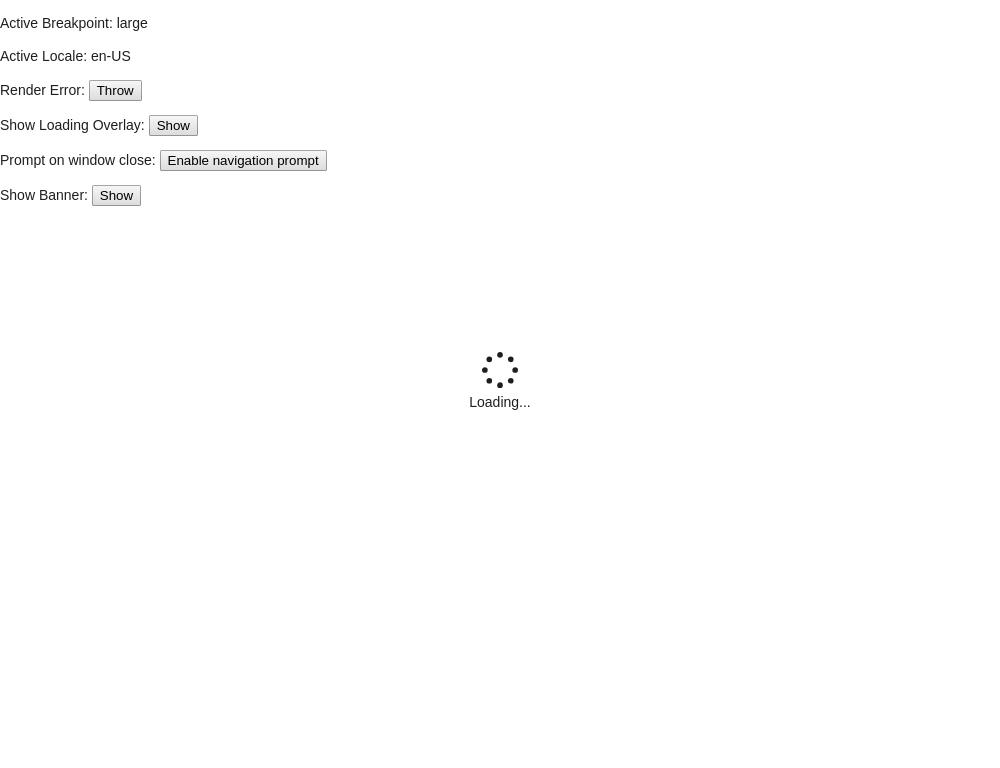 Active Breakpoint: large
Active Locale: en-US
Render Error: Throw
Show Loading Overlay: Show
Prompt on window close: Enable navigation prompt
Show Banner: Show
Loading...